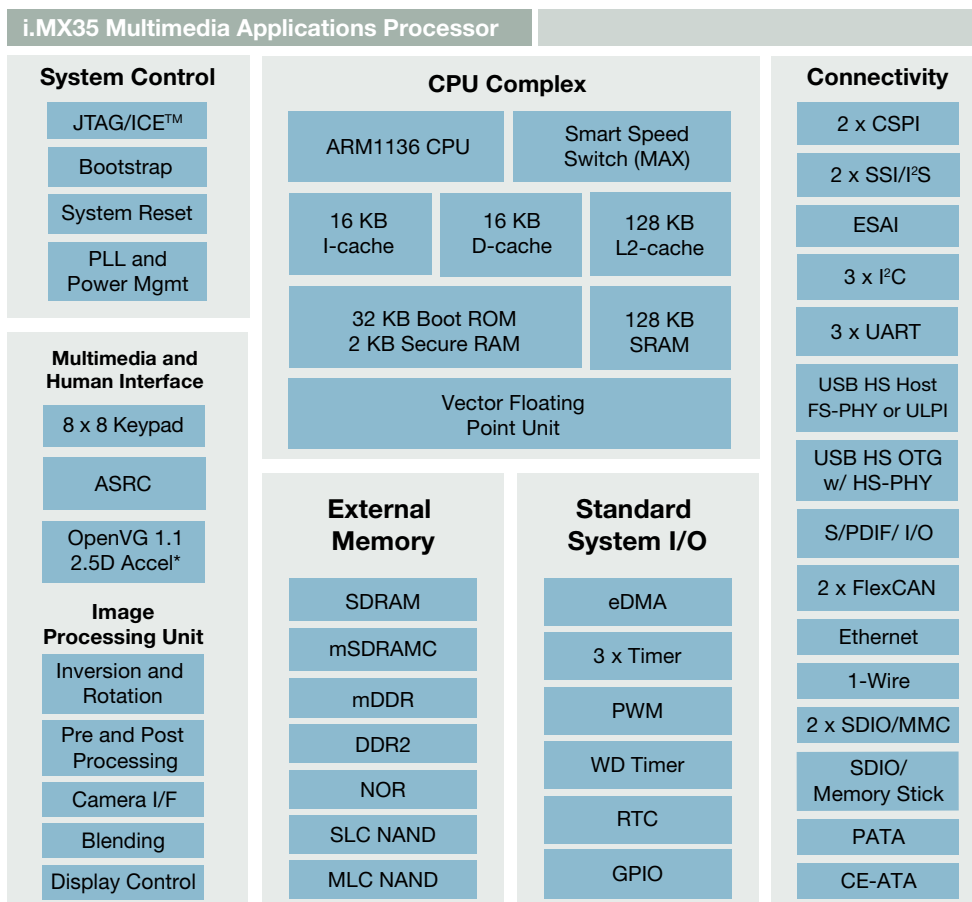 i.MX35 Multimedia Applications Processor
System Control
JTAG/ICE™
Bootstrap
System Reset
PLL and
Power Mgmt
Multimedia and
Human Interface
8 x 8 Keypad
ASRC
OpenVG 1.1
2.5D Accel*
Image
Processing Unit
Inversion and
Rotation
Pre and Post
Processing
Camera I/F
Blending
Display Control
CPU Complex
ARM1136 CPU
Smart Speed
Switch (MAX)
16 KB
I-cache
16 KB
D-cache
128 KB
L2-cache
32 KB Boot ROM
2 KB Secure RAM
128 KB
SRAM
Vector Floating
Point Unit
External
Memory
SDRAM
mSDRAMC
mDDR
DDR2
NOR
SLC NAND
MLC NAND
Standard
System I/O
eDMA
3 x Timer
PWM
WD Timer
RTC
GPIO
Connectivity
2 x CSPI
2 x SSI/I²S
ESAI
3 x I²C
3 x UART
USB HS Host
FS-PHY or ULPI
USB HS OTG
w/ HS-PHY
S/PDIF/ I/O
2 x FlexCAN
Ethernet
1-Wire
2 x SDIO/MMC
SDIO/
Memory Stick
PATA
CE-ATA